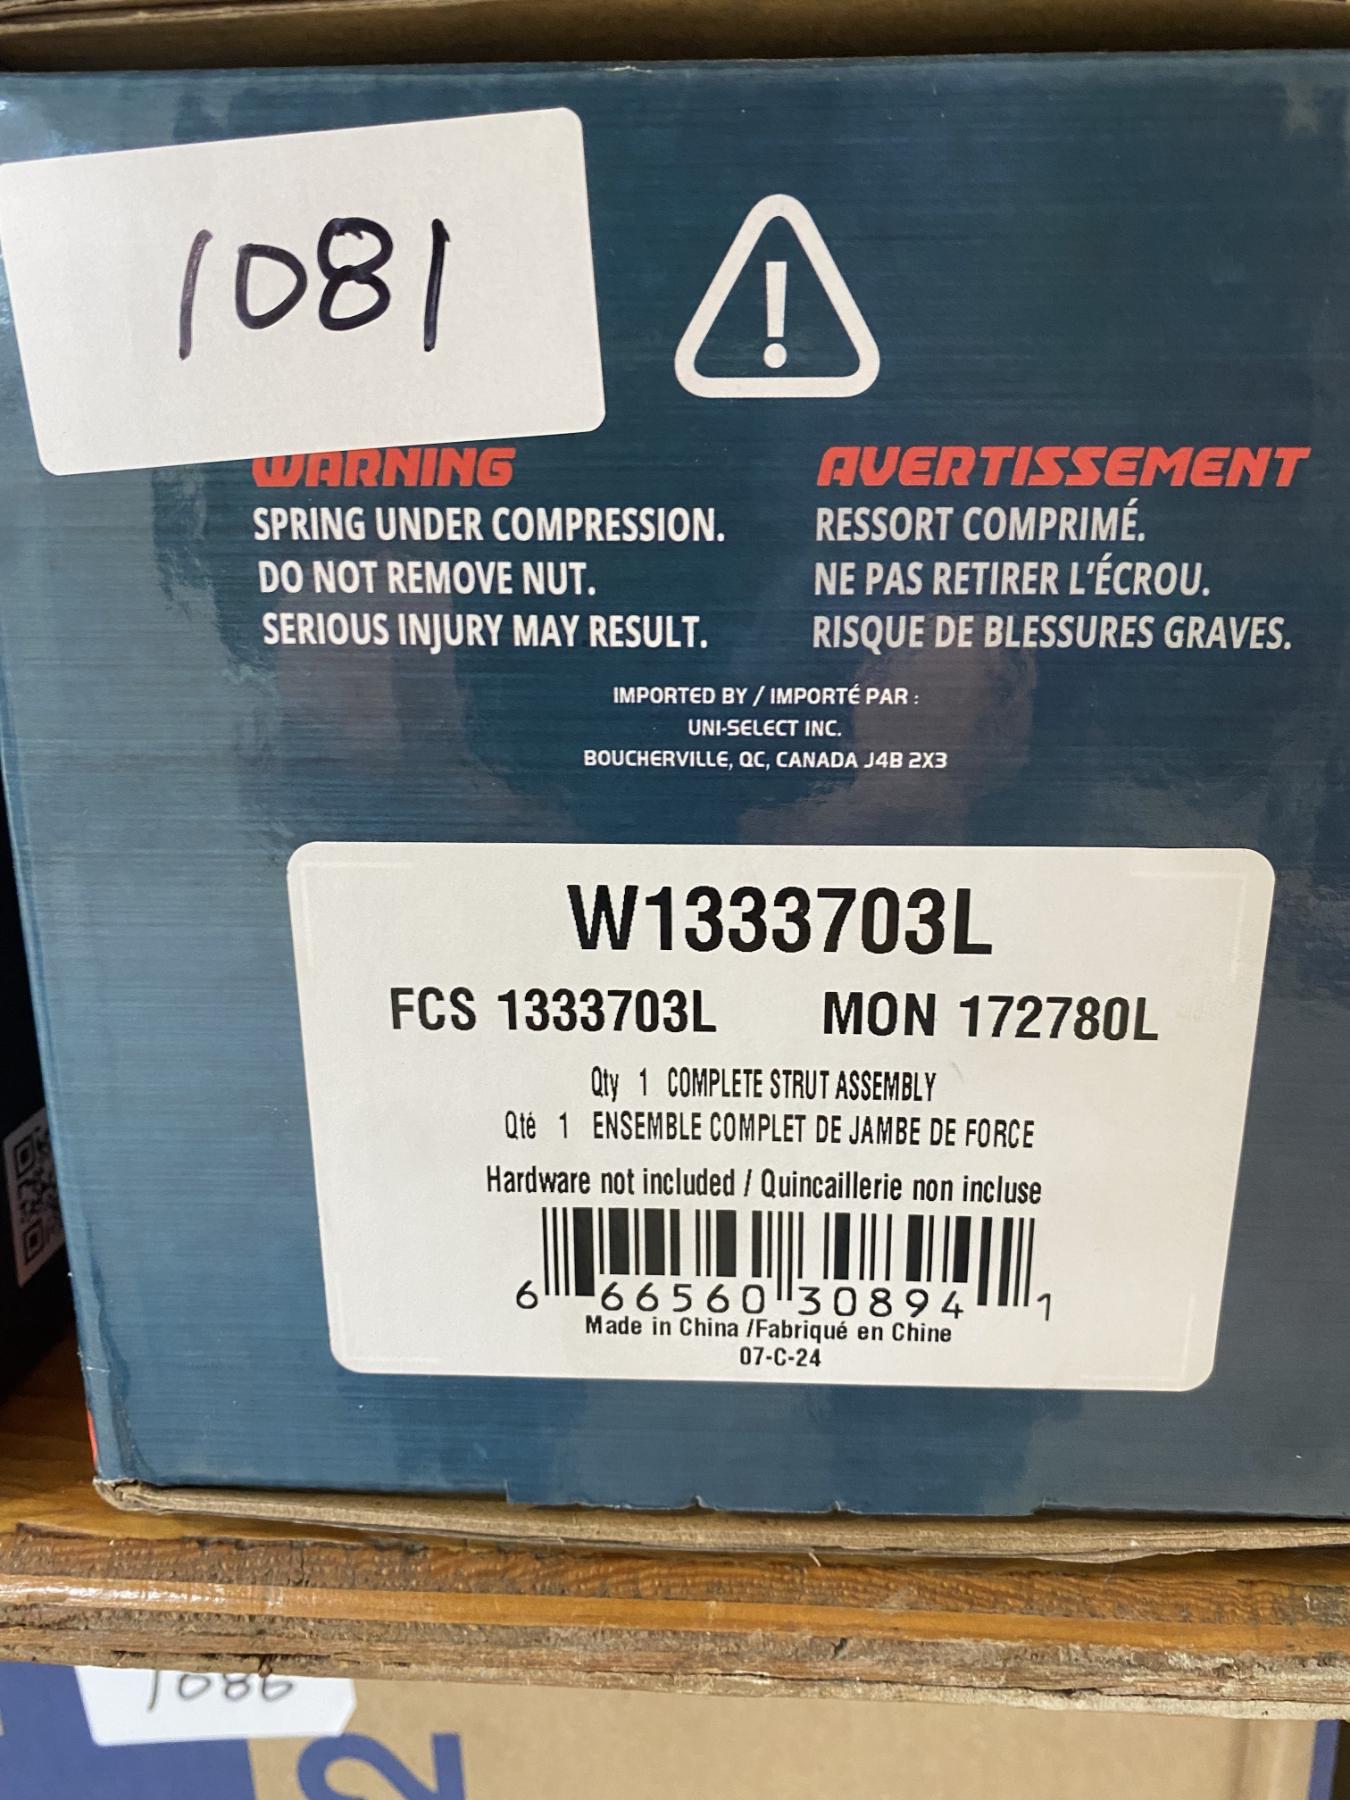 1081
WARNING
SPRING UNDER COMPRESSION.
DO NOT REMOVE NUT.
SERIOUS INJURY MAY RESULT.
AVERTISSEMENT
RESSORT COMPRIMÉ.
NE PAS RETIRER L'ÉCROU.
RISQUE DE BLESSURES GRAVES.
IMPORTED BY / IMPORTÉ PAR :
UNI-SELECT INC.
BOUCHERVILLE, QC, CANADA J4B 2X3
W1333703L
FCS 1333703L MON 172780L
Qty 1 COMPLETE STRUT ASSEMBLY
Qté 1 ENSEMBLE COMPLET DE JAMBE DE FORCE
Hardware not included / Quincaillerie non incluse
6 66560 30894 1
Made in China /Fabriqué en Chine
07-C-24
1086
2